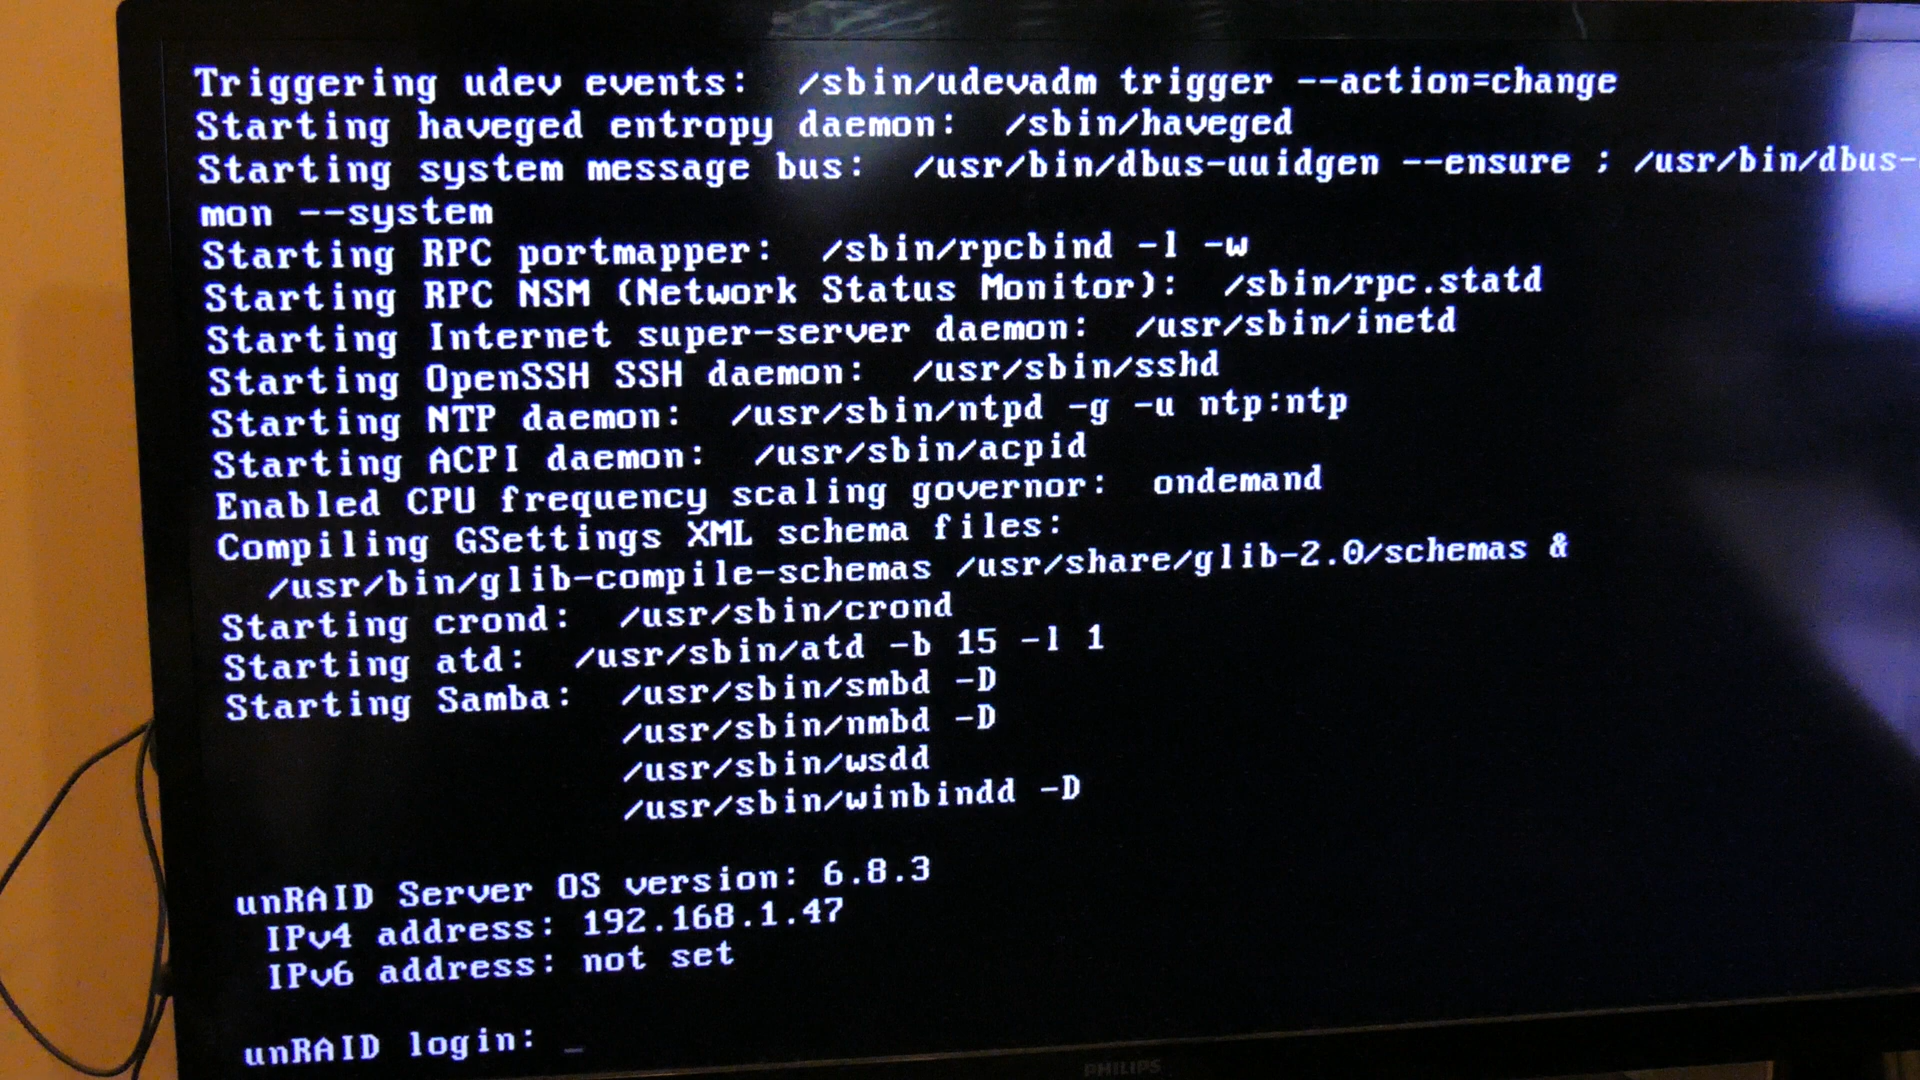 Triggering udev events:  /sbin/udevadm trigger --action=change
Starting haveged entropy daemon:  /sbin/haveged
Starting system message bus:  /usr/bin/dbus-uuidgen --ensure ; /usr/bin/dbus-
mon --system
Starting RPC portmapper:  /sbin/rpcbind -l -w
Starting RPC NSM (Network Status Monitor):  /sbin/rpc.statd
Starting Internet super-server daemon:  /usr/sbin/inetd
Starting OpenSSH SSH daemon:  /usr/sbin/sshd
Starting NTP daemon:  /usr/sbin/ntpd -g -u ntp:ntp
Starting ACPI daemon:  /usr/sbin/acpid
Enabled CPU frequency scaling governor:  ondemand
Compiling GSettings XML schema files:
/usr/bin/glib-compile-schemas /usr/share/glib-2.0/schemas &
Starting crond:  /usr/sbin/crond
Starting atd:  /usr/sbin/atd -b 15 -l 1
Starting Samba:  /usr/sbin/smbd -D
/usr/sbin/nmbd -D
/usr/sbin/wsdd
/usr/sbin/winbindd -D
unRAID Server OS version: 6.8.3
IPv4 address: 192.168.1.47
IPv6 address: not set
unRAID login: _
PHILIPS